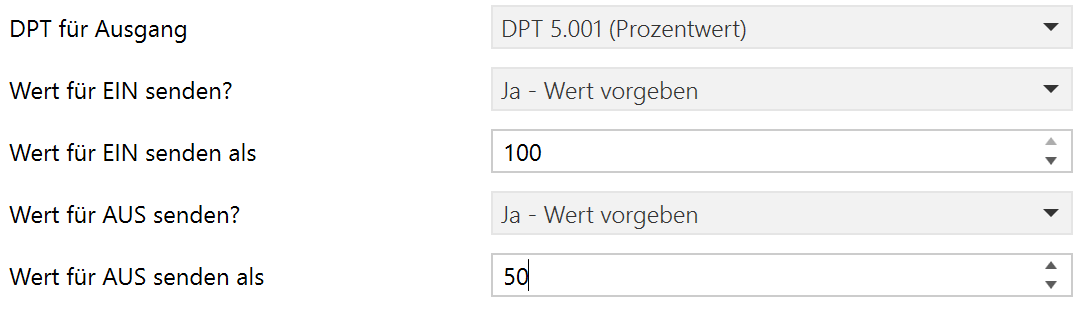 DPT für Ausgang DPT 5.001 (Prozentwert)
Wert für EIN senden? Ja - Wert vorgeben
Wert für EIN senden als 100
Wert für AUS senden? Ja - Wert vorgeben
Wert für AUS senden als 50